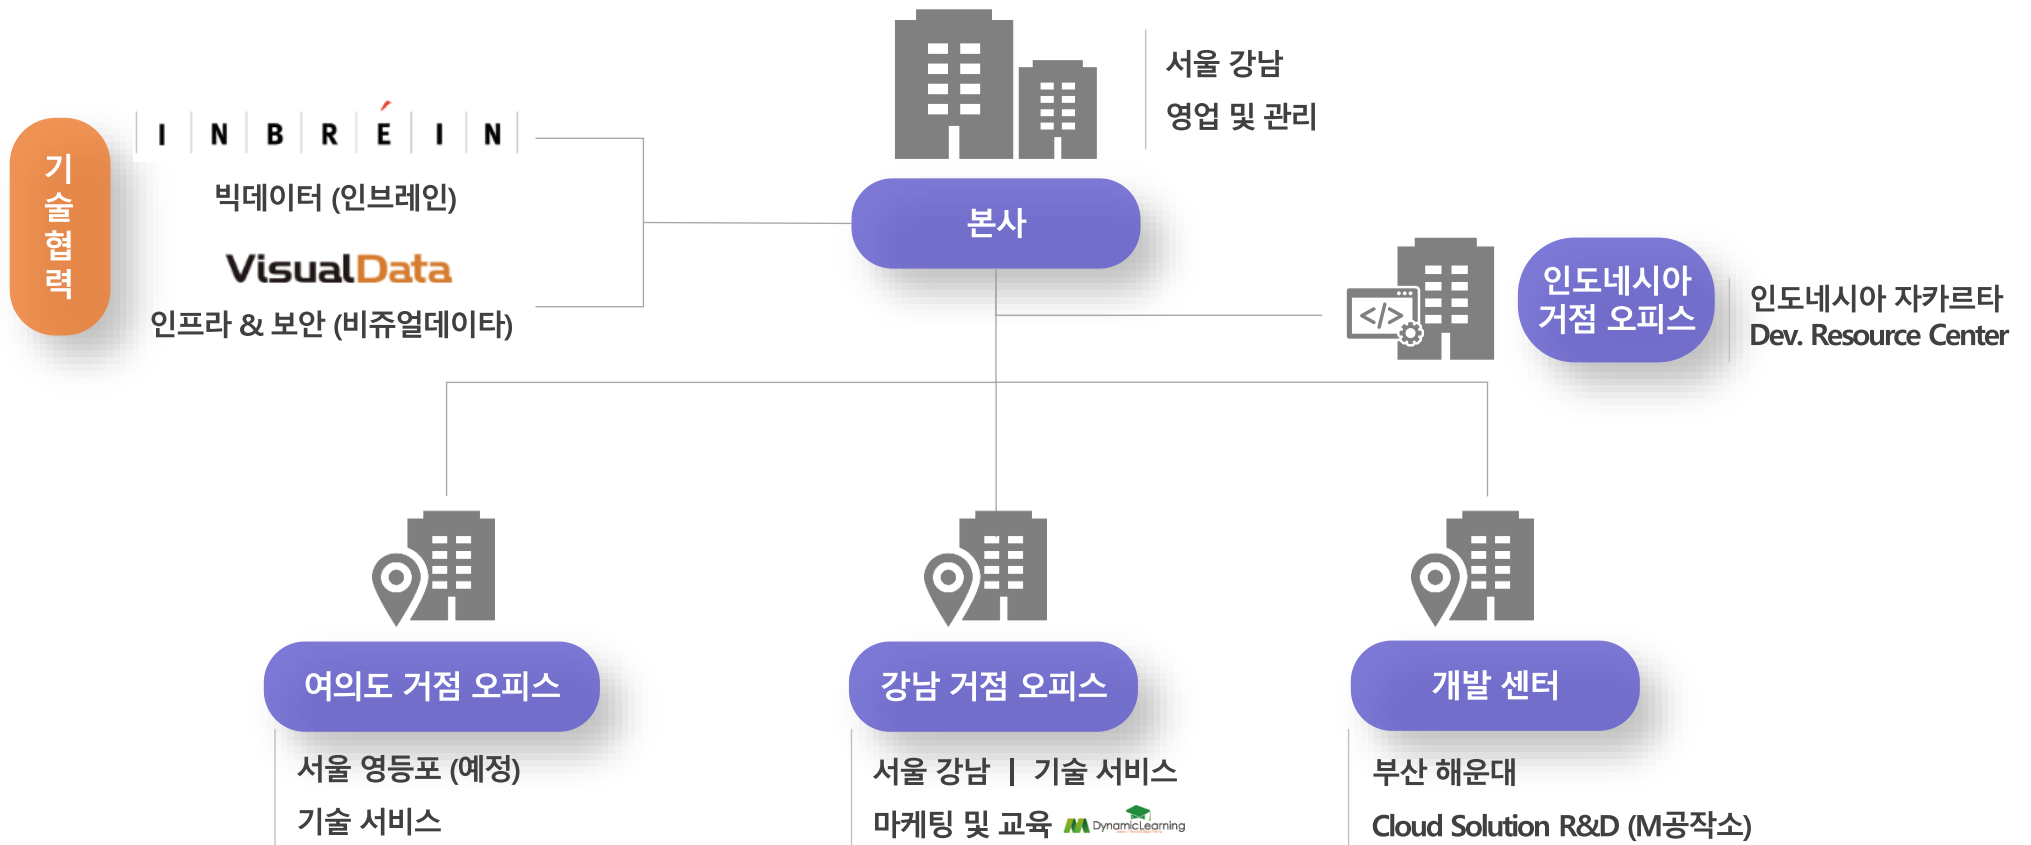 서울 강남
영업 및 관리
기술협력
INBRÉIN
빅데이터 (인브레인)
본사
VisualData
인프라 & 보안 (비쥬얼데이타)
</>
인도네시아
거점 오피스
인도네시아 자카르타
Dev. Resource Center
여의도 거점 오피스
서울 영등포 (예정)
기술 서비스
강남 거점 오피스
서울 강남 | 기술 서비스
마케팅 및 교육 DynamicLearning
개발 센터
부산 해운대
Cloud Solution R&D (M공작소)